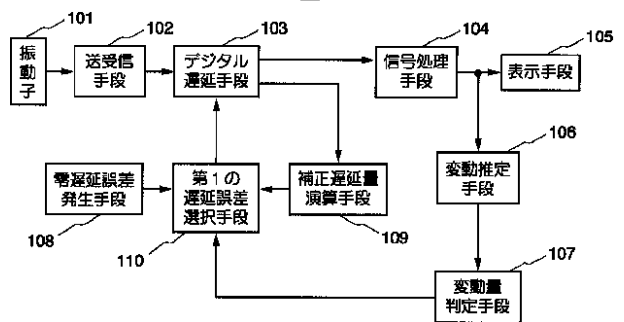 101
振
動
子
102
送受信
手段
103
デジタル
遅延手段
104
信号処理
手段
105
表示手段
106
変動推定
手段
零遅延誤差
発生手段
108
第1の
遅延誤差
選択手段
110
補正遅延量
演算手段
109
107
変動量
判定手段